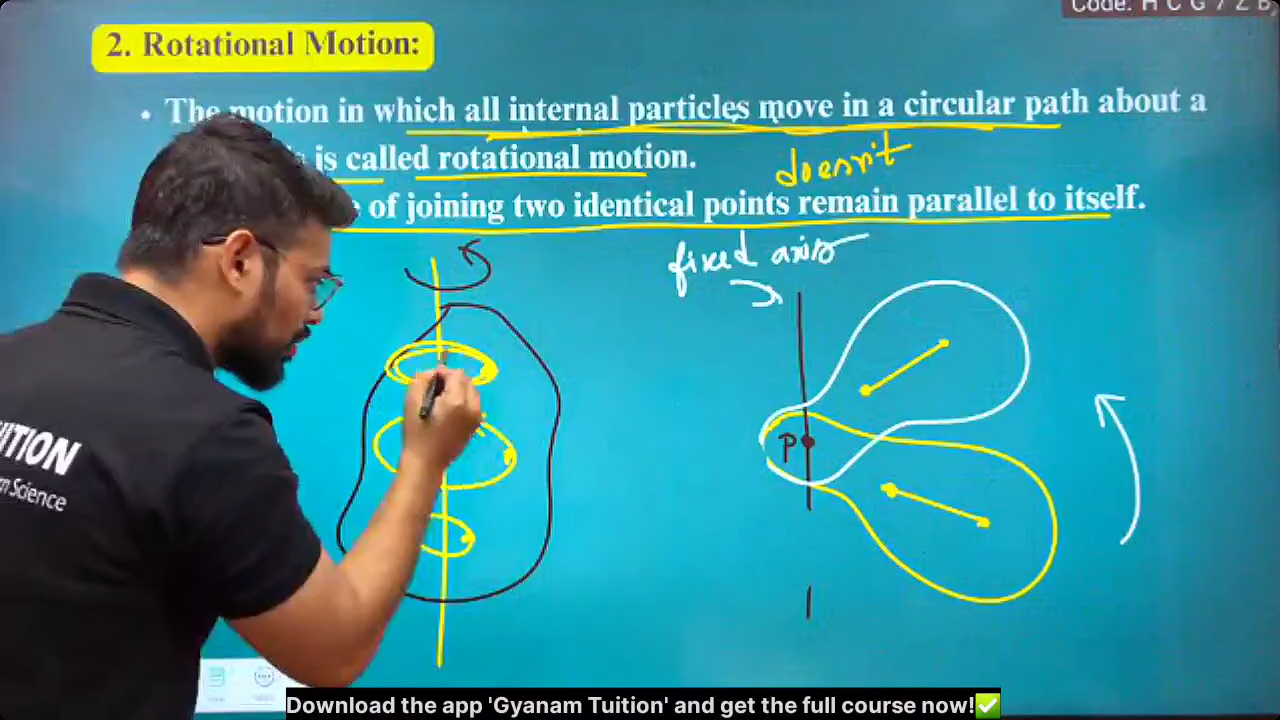 Code: H C G 7 Z B
2. Rotational Motion:
• The motion in which all internal particles move in a circular path about a
is called rotational motion.
doesn't
of joining two identical points remain parallel to itself.
fixed axis
P
TUITION
Science
Download the app 'Gyanam Tuition' and get the full course now!✅